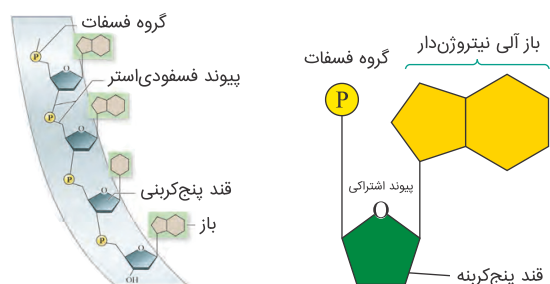 باز آلی نیتروژن‌دار
گروه فسفات
P
پیوند اشتراکی
O
قند پنج‌کربنه
گروه فسفات
P
O
پیوند فسفودی‌استر
P
O
P
قند پنج‌کربنی
O
باز
P
O
OH